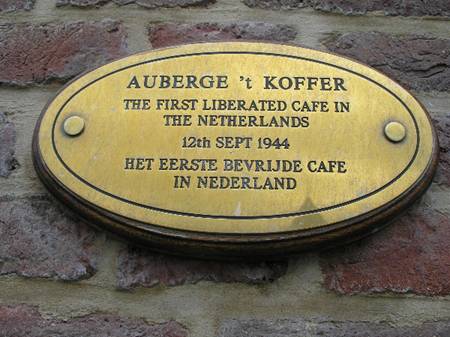 AUBERGE 't KOFFER
THE FIRST LIBERATED CAFE IN
THE NETHERLANDS
12th SEPT 1944
HET EERSTE BEVRIJDE CAFE
IN NEDERLAND